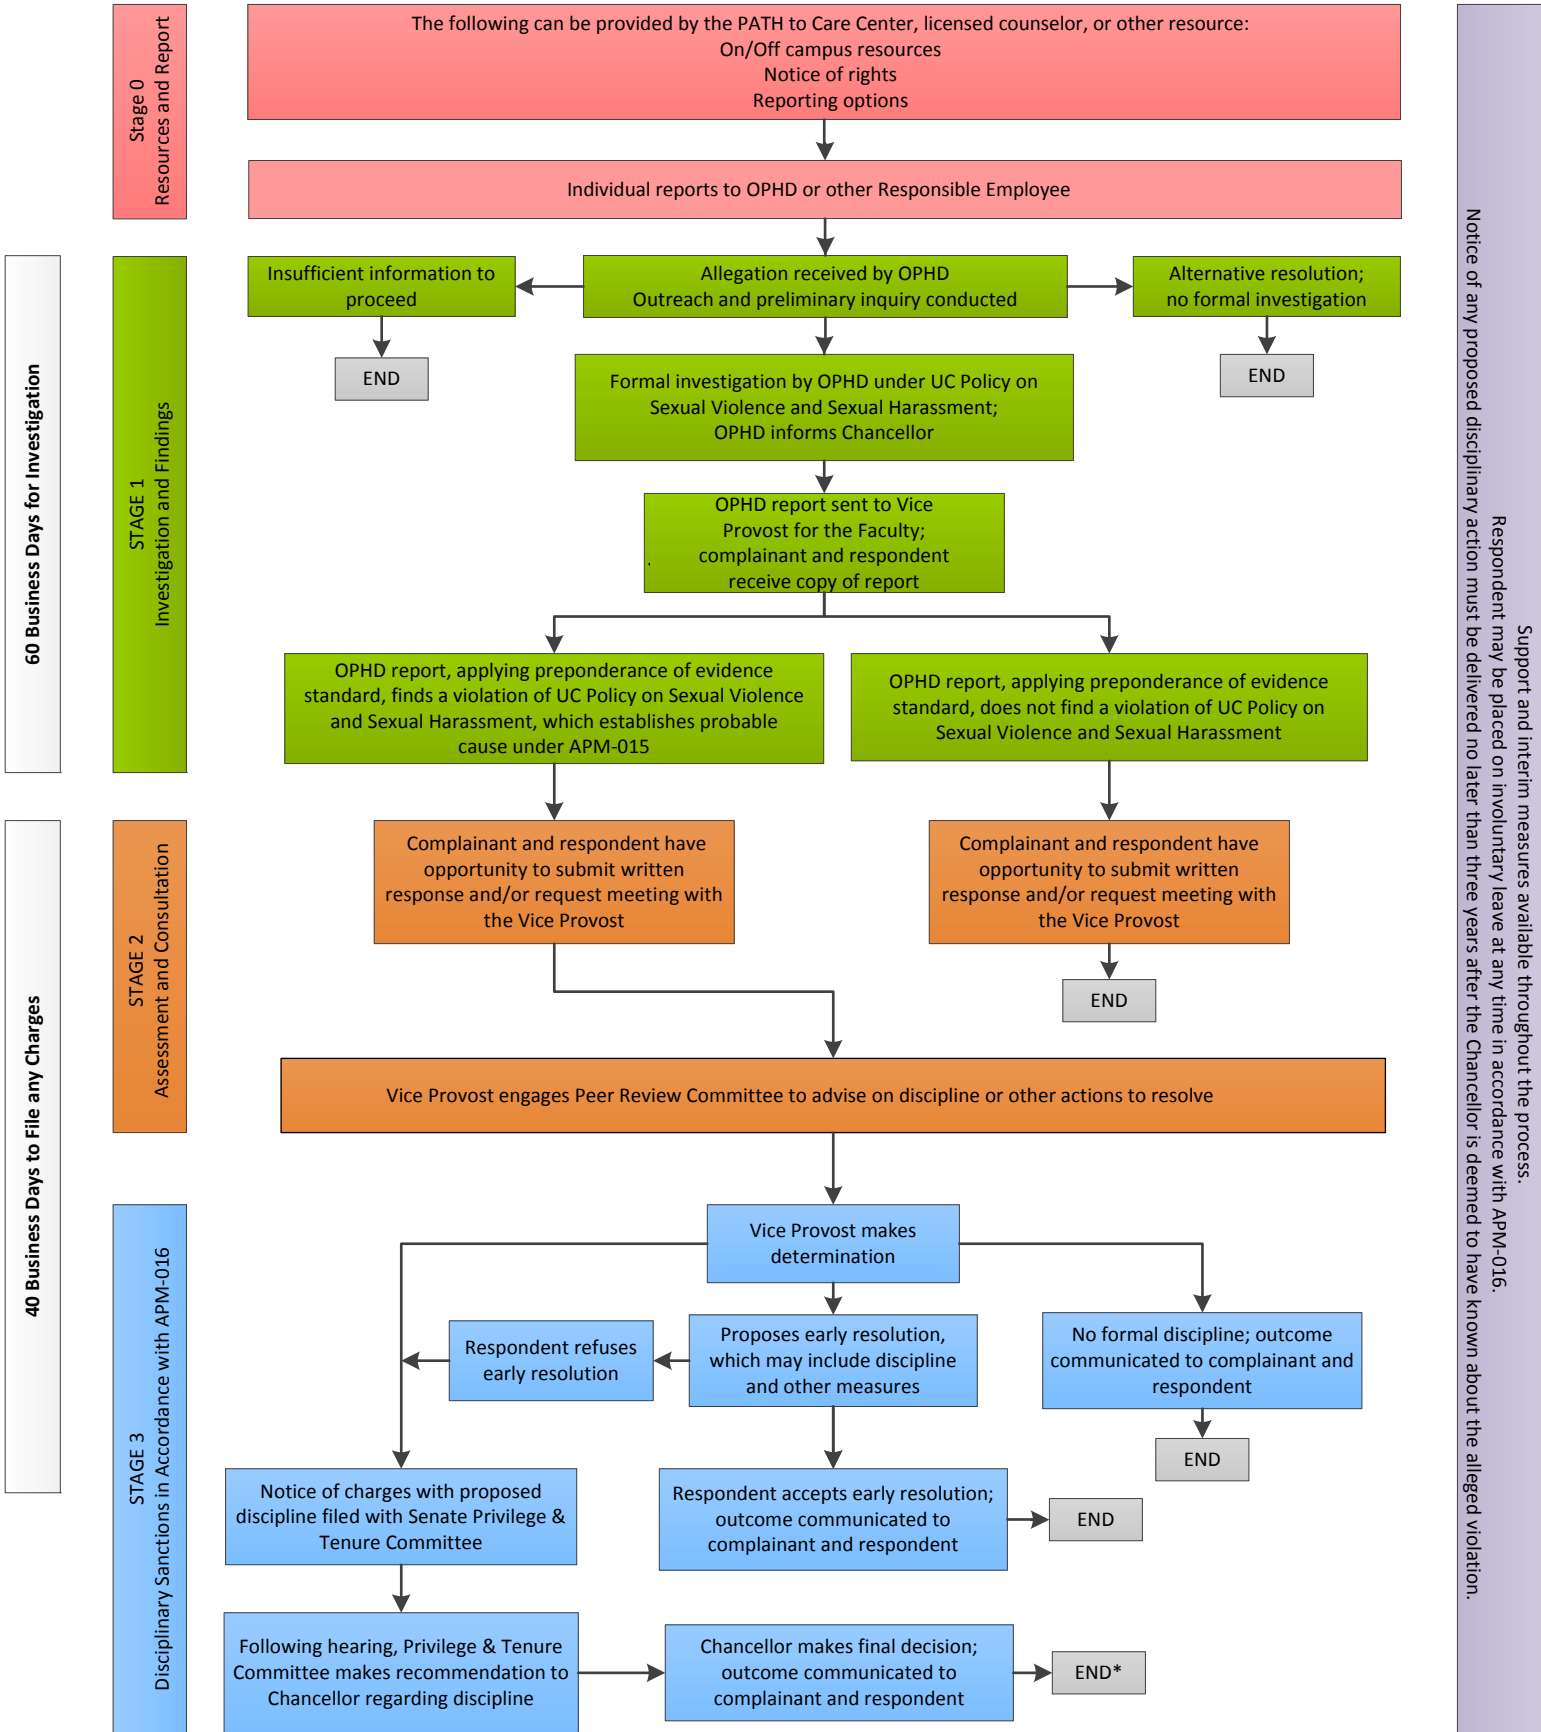 Stage 0
Resources and Report
The following can be provided by the PATH to Care Center, licensed counselor, or other resource:
On/Off campus resources
Notice of rights
Reporting options
Individual reports to OPHD or other Responsible Employee
60 Business Days for Investigation
STAGE 1
Investigation and Findings
Insufficient information to
proceed
Allegation received by OPHD
Outreach and preliminary inquiry conducted
Alternative resolution;
no formal investigation
END
END
Formal investigation by OPHD under UC Policy on
Sexual Violence and Sexual Harassment;
OPHD informs Chancellor
OPHD report sent to Vice
Provost for the Faculty;
complainant and respondent
receive copy of report
OPHD report, applying preponderance of evidence
standard, finds a violation of UC Policy on Sexual Violence
and Sexual Harassment, which establishes probable
cause under APM-015
OPHD report, applying preponderance of evidence
standard, does not find a violation of UC Policy on
Sexual Violence and Sexual Harassment
40 Business Days to File any Charges
STAGE 2
Assessment and Consultation
Complainant and respondent have
opportunity to submit written
response and/or request meeting with
the Vice Provost
Complainant and respondent have
opportunity to submit written
response and/or request meeting with
the Vice Provost
END
Vice Provost engages Peer Review Committee to advise on discipline or other actions to resolve
STAGE 3
Disciplinary Sanctions in Accordance with APM-016
Vice Provost makes
determination
Respondent refuses
early resolution
Proposes early resolution,
which may include discipline
and other measures
No formal discipline; outcome
communicated to complainant and
respondent
END
Notice of charges with proposed
discipline filed with Senate Privilege &
Tenure Committee
Respondent accepts early resolution;
outcome communicated to
complainant and respondent
END
Following hearing, Privilege & Tenure
Committee makes recommendation to
Chancellor regarding discipline
Chancellor makes final decision;
outcome communicated to
complainant and respondent
END*
Support and interim measures available throughout the process.
Respondent may be placed on involuntary leave at any time in accordance with APM-016.
Notice of any proposed disciplinary action must be delivered no later than three years after the Chancellor is deemed to have known about the alleged violation.